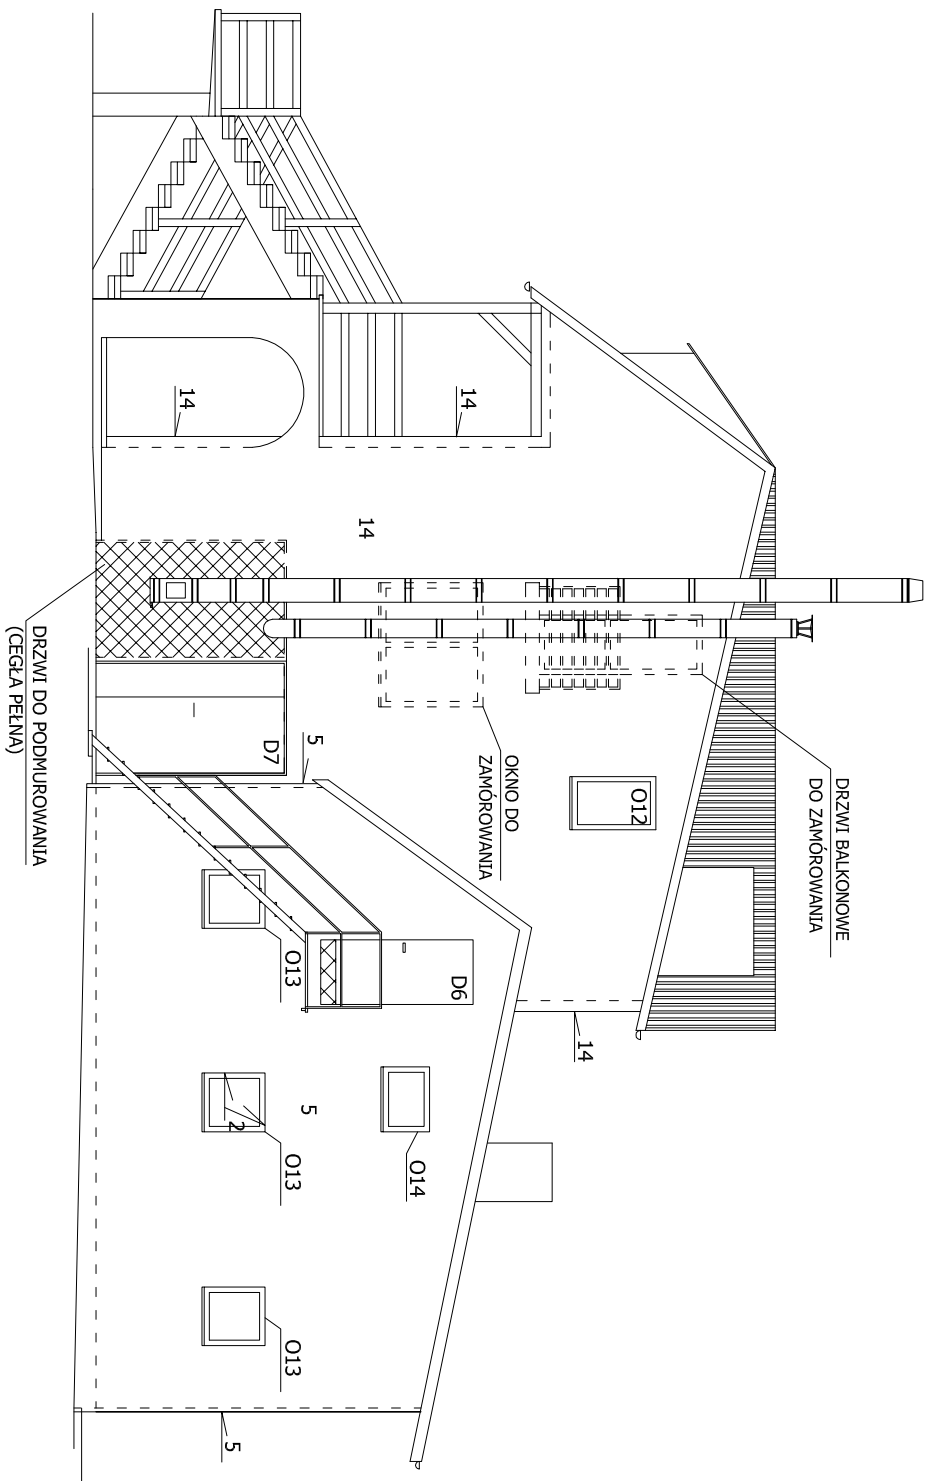 DRZWI BALKONOWE
DO ZAMÓROWANIA
O12
14
14
OKNO DO
ZAMÓROWANIA
D6
O14
14
5
5
O13
O13
O13
D7
2
5
14
DRZWI DO PODMUROWANIA
(CEGŁA PEŁNA)